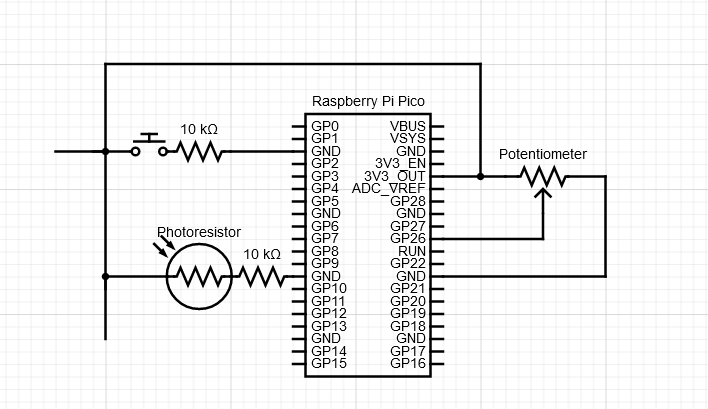 Raspberry Pi Pico
10 kΩ
Potentiometer
Photoresistor
10 kΩ
GP0 VBUS
GP1 VSYS
GND GND
GP2 3V3_EN
GP3 3V3_OUT
GP4 ADC_VREF
GP5 GP28
GND GND
GP6 GP27
GP7 GP26
GP8 RUN
GP9 GP22
GND GND
GP10 GP21
GP11 GP20
GP12 GP19
GP13 GP18
GND GND
GP14 GP17
GP15 GP16